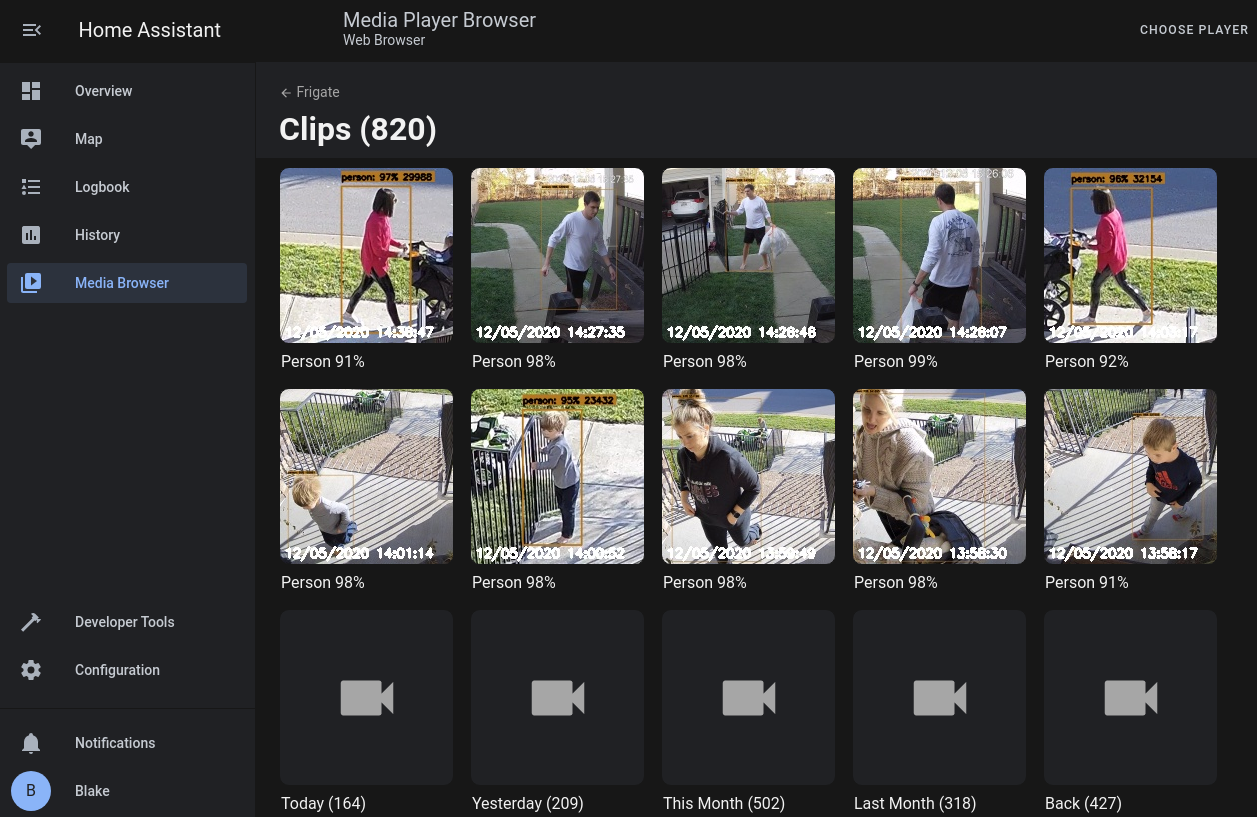 Home Assistant
Media Player Browser
Web Browser
CHOOSE PLAYER
Overview
Map
Logbook
History
Media Browser
Developer Tools
Configuration
Notifications
B
Blake
← Frigate
Clips (820)
person: 97% 29988
12/05/2020 14:38:47
Person 91%
12/05/2020 14:27:35
Person 98%
12/05/2020 14:26:48
Person 98%
12/05/2020 14:26:07
Person 99%
person: 96% 32154
12/05/2020
Person 92%
12/05/2020 14:01:14
Person 98%
person: 95% 23432
12/05/2020 14:00:52
Person 98%
12/05/2020
Person 98%
12/05/2020 13:58:30
Person 98%
12/05/2020 13:58:17
Person 91%
Today (164)
Yesterday (209)
This Month (502)
Last Month (318)
Back (427)